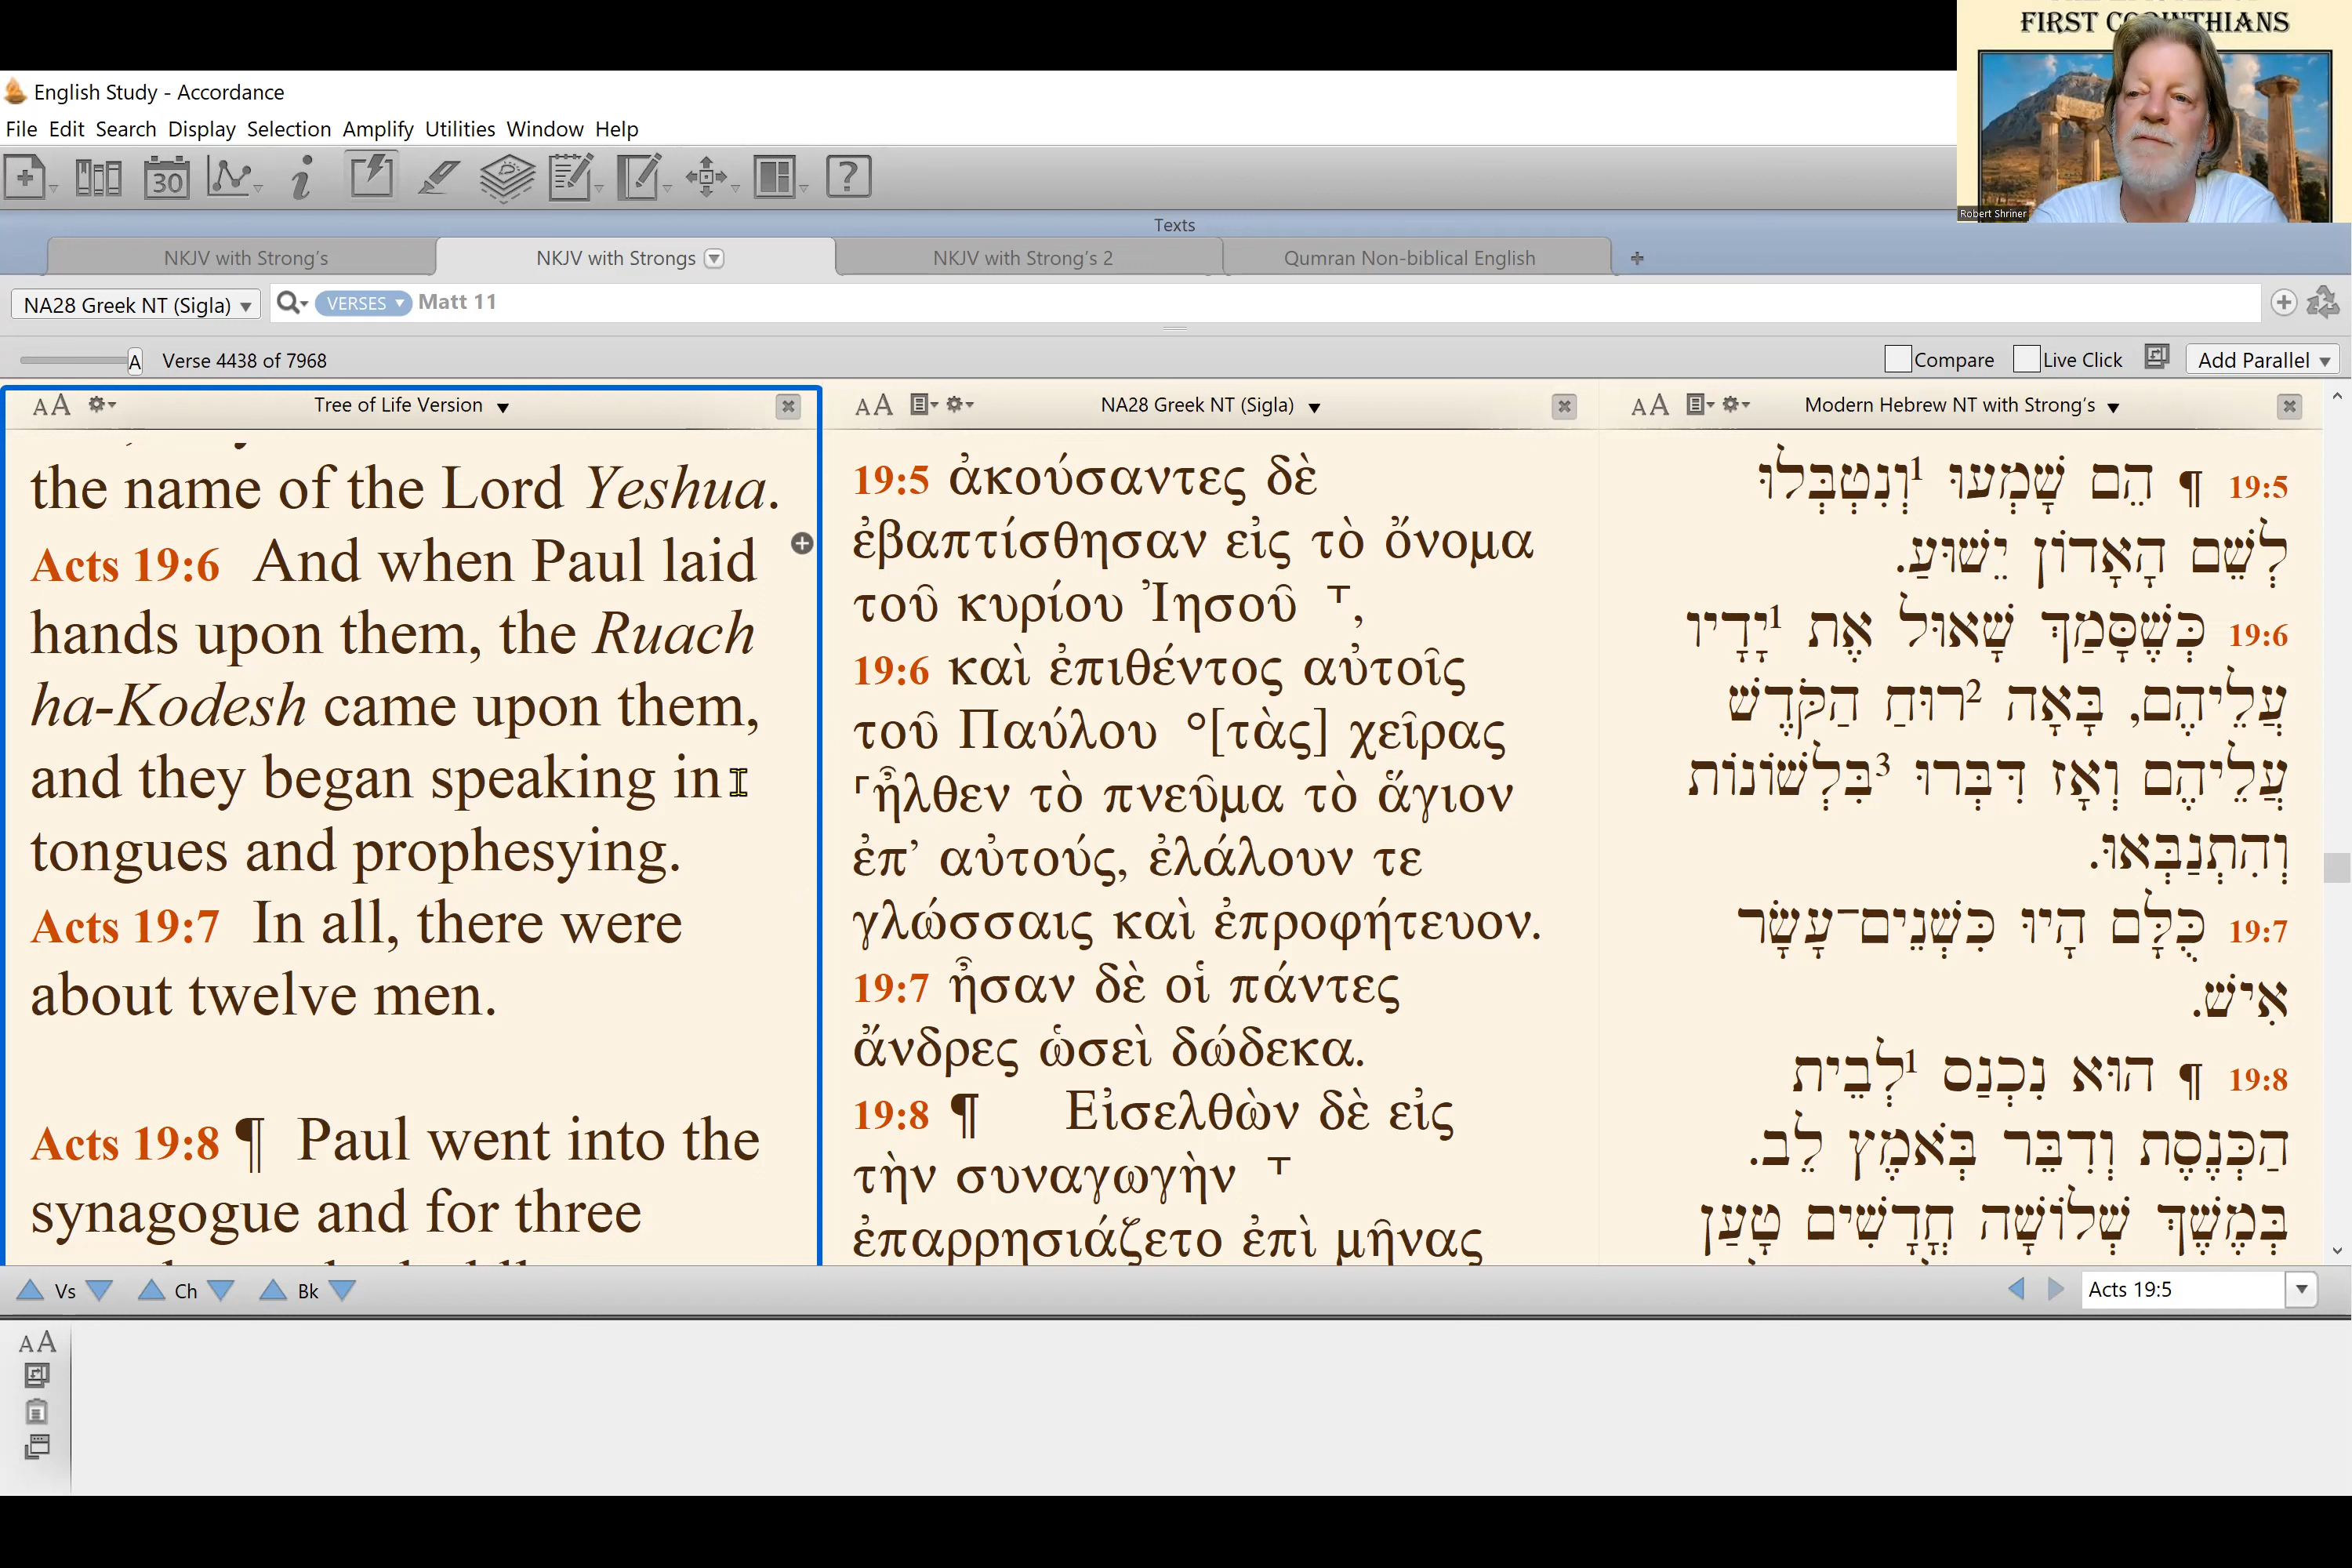 FIRST CORINTHIANS
Robert Shriner
English Study - Accordance
File Edit Search Display Selection Amplify Utilities Window Help
30
Texts
NKJV with Strong's
NKJV with Strongs
NKJV with Strong's 2
Qumran Non-biblical English
NA28 Greek NT (Sigla)
VERSES
Matt 11
A
Verse 4438 of 7968
Compare
Live Click
Add Parallel
AA
Tree of Life Version
the name of the Lord Yeshua.
Acts 19:6 And when Paul laid
hands upon them, the Ruach
ha-Kodesh came upon them,
and they began speaking in
tongues and prophesying.
Acts 19:7 In all, there were
about twelve men.
Acts 19:8 ¶ Paul went into the
synagogue and for three
AA
NA28 Greek NT (Sigla)
19:5 ἀκούσαντες δὲ
ἐβαπτίσθησαν εἰς τὸ ὄνομα
τοῦ κυρίου Ἰησοῦ ⸆,
19:6 καὶ ἐπιθέντος αὐτοῖς
τοῦ Παύλου °[τὰς] χεῖρας
⸀ἦλθεν τὸ πνεῦμα τὸ ἅγιον
ἐπ’ αὐτούς, ἐλάλουν τε
γλώσσαις καὶ ἐπροφήτευον.
19:7 ἦσαν δὲ οἱ πάντες
ἄνδρες ὡσεὶ δώδεκα.
19:8 ¶ Εἰσελθὼν δὲ εἰς
τὴν συναγωγὴν ⸆
ἐπαρρησιάζετο ἐπὶ μῆνας
AA
Modern Hebrew NT with Strong's
19:5 ¶ הֵם שָׁמְעוּ 1וְנִטְבְּלוּ
לְשֵׁם הָאָדוֹן יֵשׁוּעַ.
19:6 כְּשֶׁסָּמַךְ שָׁאוּל אֶת 1יָדָיו
עֲלֵיהֶם, בָּאָה 2רוּחַ הַקֹּדֶשׁ
עֲלֵיהֶם וְאָז דִּבְּרוּ 3בִּלְשׁוֹנוֹת
וְהִתְנַבְּאוּ.
19:7 כֻּלָּם הָיוּ כִּשְׁנֵים־עָשָׂר
אִישׁ.
19:8 ¶ הוּא נִכְנַס 1לְבֵית
הַכְּנֶסֶת וְדִבֵּר בְּאֹמֶץ לֵב.
בְּמֶשֶׁךְ שְׁלוֹשָׁה חֳדָשִׁים טָעַן
Vs Ch Bk
Acts 19:5
AA